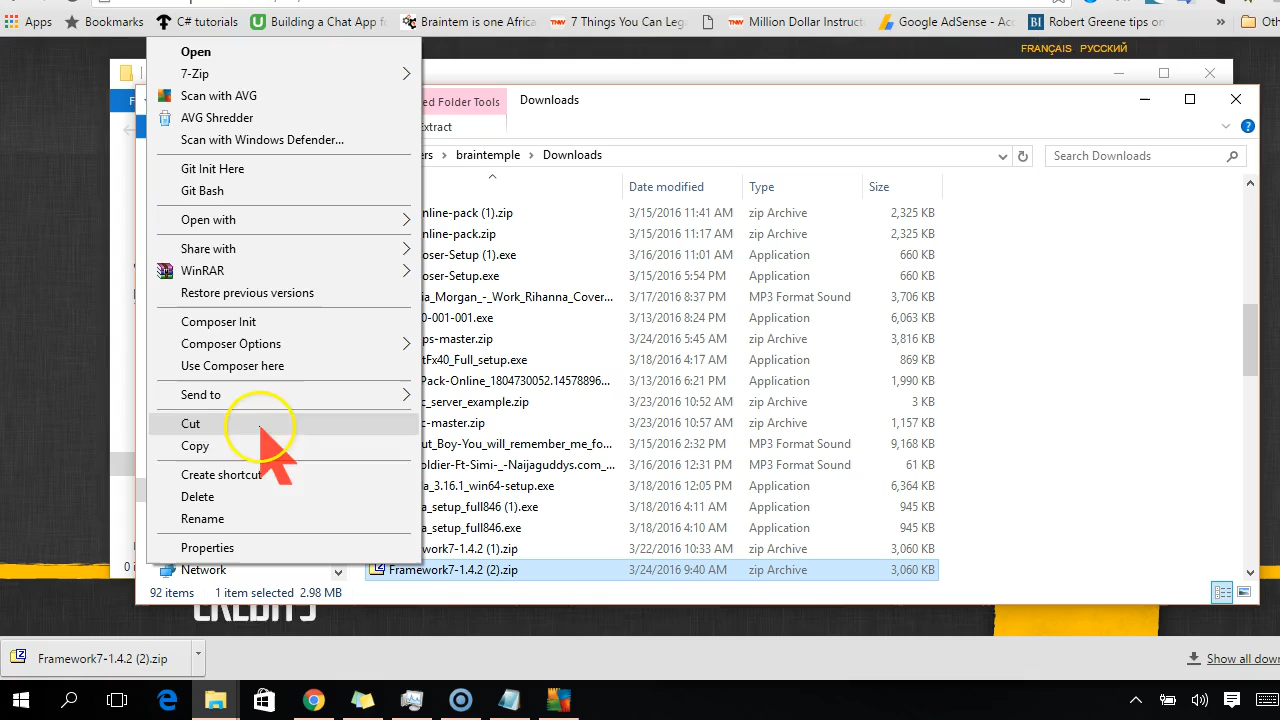 Apps
Bookmarks
C# tutorials
Building a Chat App
Braintem is one Africa
7 Things You Can Leg
Million Dollar Instruct
Google AdSense - Acc
Robert Greene tips on
»
FRANÇAIS РУССКИЙ
Open
7-Zip
Scan with AVG
AVG Shredder
Scan with Windows Defender...
Git Init Here
Git Bash
Open with
Share with
WinRAR
Restore previous versions
Composer Init
Composer Options
Use Composer here
Send to
Cut
Copy
Create shortcut
Delete
Rename
Properties
ed Folder Tools
Downloads
Extract
ers > braintemple > Downloads
Search Downloads
Date modified Type Size
nline-pack (1).zip 3/15/2016 11:41 AM zip Archive 2,325 KB
nline-pack.zip 3/15/2016 11:17 AM zip Archive 2,325 KB
poser-Setup (1).exe 3/16/2016 11:01 AM Application 660 KB
poser-Setup.exe 3/15/2016 5:54 PM Application 660 KB
ia_Morgan_-_Work_Rihanna_Cover... 3/17/2016 8:37 PM MP3 Format Sound 3,706 KB
0-001-001.exe 3/13/2016 8:24 PM Application 6,063 KB
ps-master.zip 3/24/2016 5:45 AM zip Archive 3,816 KB
tFx40_Full_setup.exe 3/18/2016 4:17 AM Application 869 KB
Pack-Online_1804730052.14578896... 3/13/2016 6:21 PM Application 1,990 KB
c_server_example.zip 3/23/2016 10:52 AM zip Archive 3 KB
c-master.zip 3/23/2016 10:57 AM zip Archive 1,157 KB
ut_Boy-You_will_remember_me_fo... 3/15/2016 2:32 PM MP3 Format Sound 9,168 KB
oldier-Ft-Simi-_-Naijaguddys.com_... 3/16/2016 12:31 PM MP3 Format Sound 61 KB
a_3.16.1_win64-setup.exe 3/18/2016 12:05 PM Application 6,364 KB
a_setup_full846 (1).exe 3/18/2016 4:11 AM Application 945 KB
a_setup_full846.exe 3/18/2016 4:10 AM Application 945 KB
ework7-1.4.2 (1).zip 3/22/2016 10:33 AM zip Archive 3,060 KB
Framework7-1.4.2 (2).zip 3/24/2016 9:40 AM zip Archive 3,060 KB
Network
92 items 1 item selected 2.98 MB
CREDITS
Framework7-1.4.2 (2).zip
Show all down